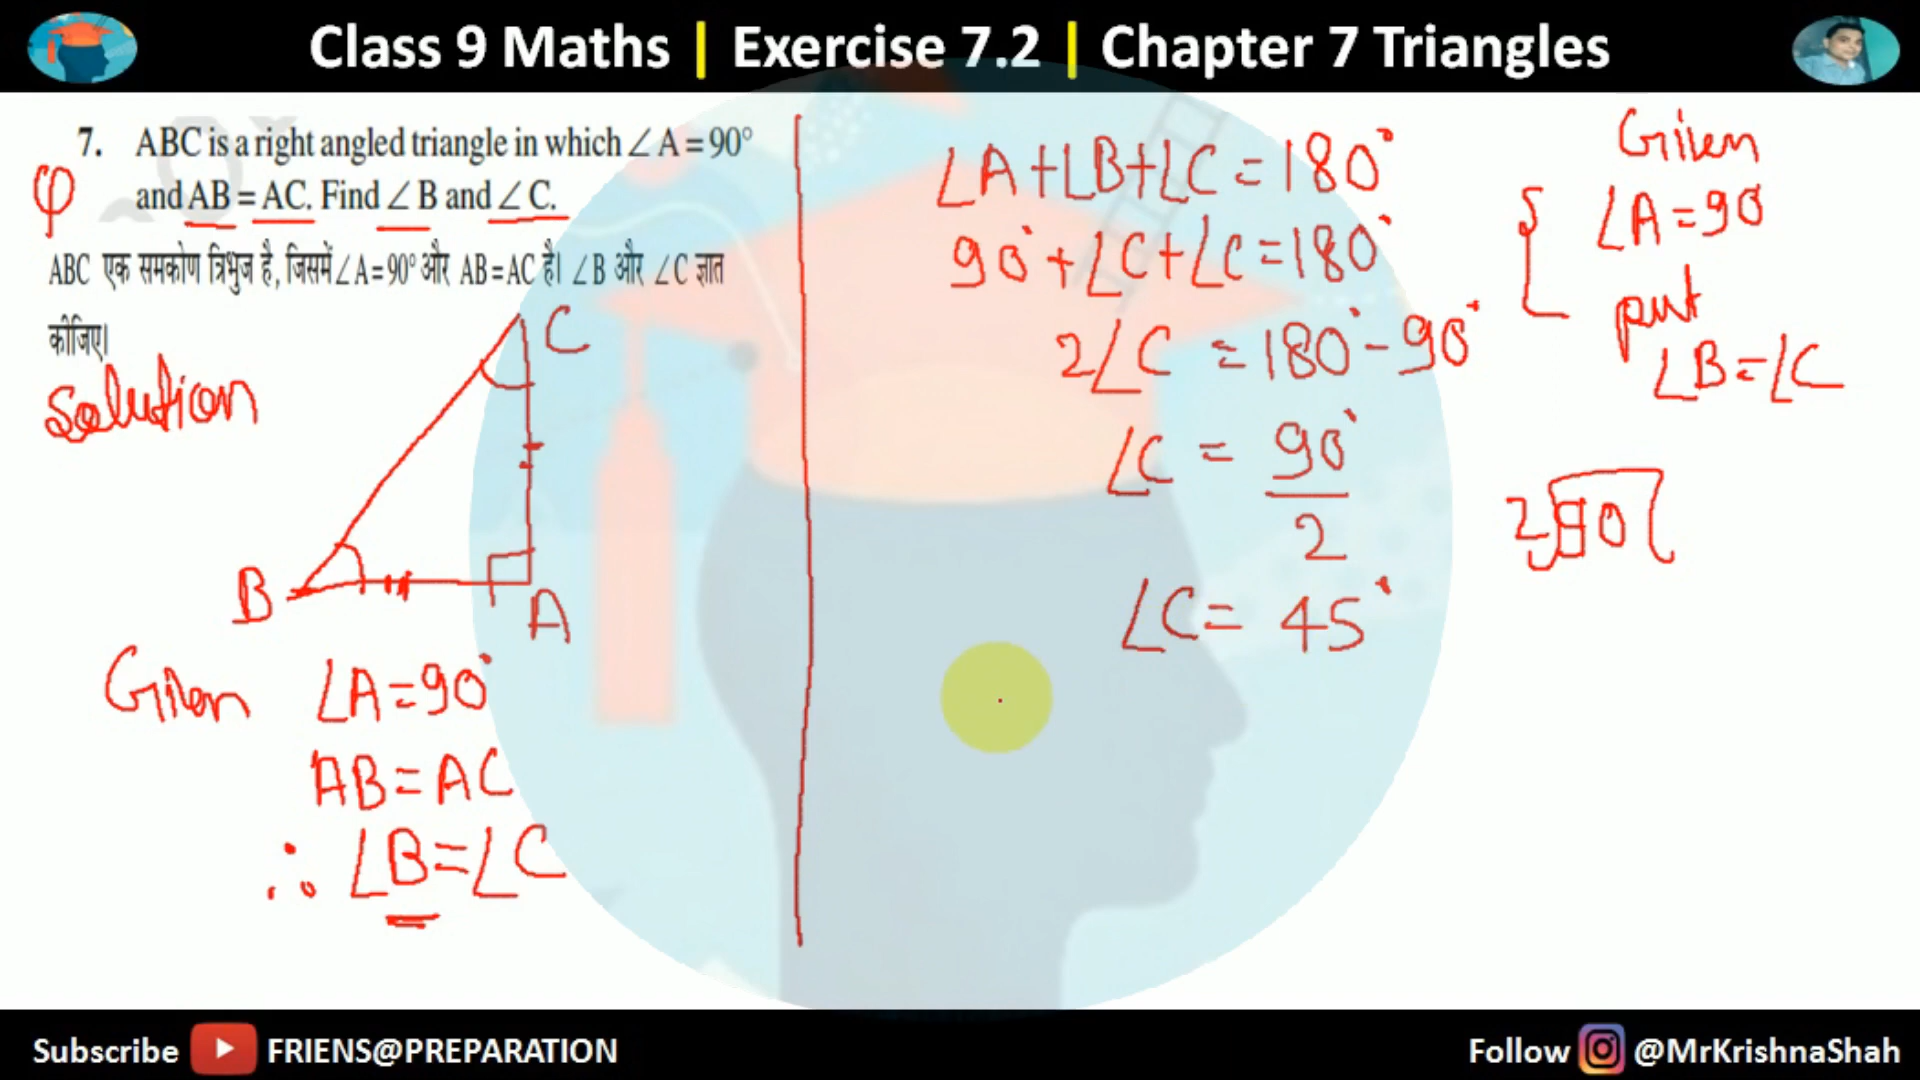 Class 9 Maths | Exercise 7.2 | Chapter 7 Triangles
7. ABC is a right angled triangle in which ∠A = 90°
and AB = AC. Find ∠B and ∠C.
ABC एक समकोण त्रिभुज है, जिसमें ∠A = 90° और AB = AC है। ∠B और ∠C ज्ञात
कीजिए।
Solution
C
B
A
Given ∠A=90°
AB=AC
∴ ∠B=∠C
∠A+∠B+∠C=180°
90°+∠C+∠C=180°
2∠C =180°-90°
∠C = 90°
2
∠C= 45°
Given
∠A=90
put
∠B=∠C
Subscribe FRIENS@PREPARATION
Follow @MrKrishnaShah